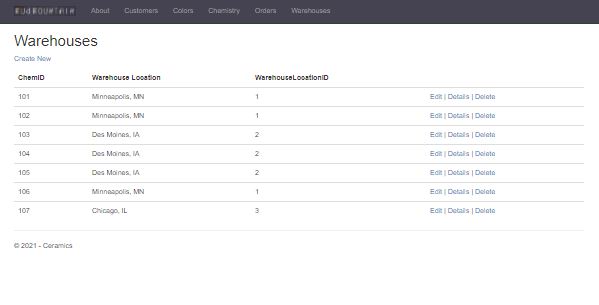 MUDMOUNTAIN About Customers Colors Chemistry Orders Warehouses
Warehouses
Create New
ChemID Warehouse Location WarehouseLocationID
101 Minneapolis, MN 1 Edit | Details | Delete
102 Minneapolis, MN 1 Edit | Details | Delete
103 Des Moines, IA 2 Edit | Details | Delete
104 Des Moines, IA 2 Edit | Details | Delete
105 Des Moines, IA 2 Edit | Details | Delete
106 Minneapolis, MN 1 Edit | Details | Delete
107 Chicago, IL 3 Edit | Details | Delete
© 2021 - Ceramics